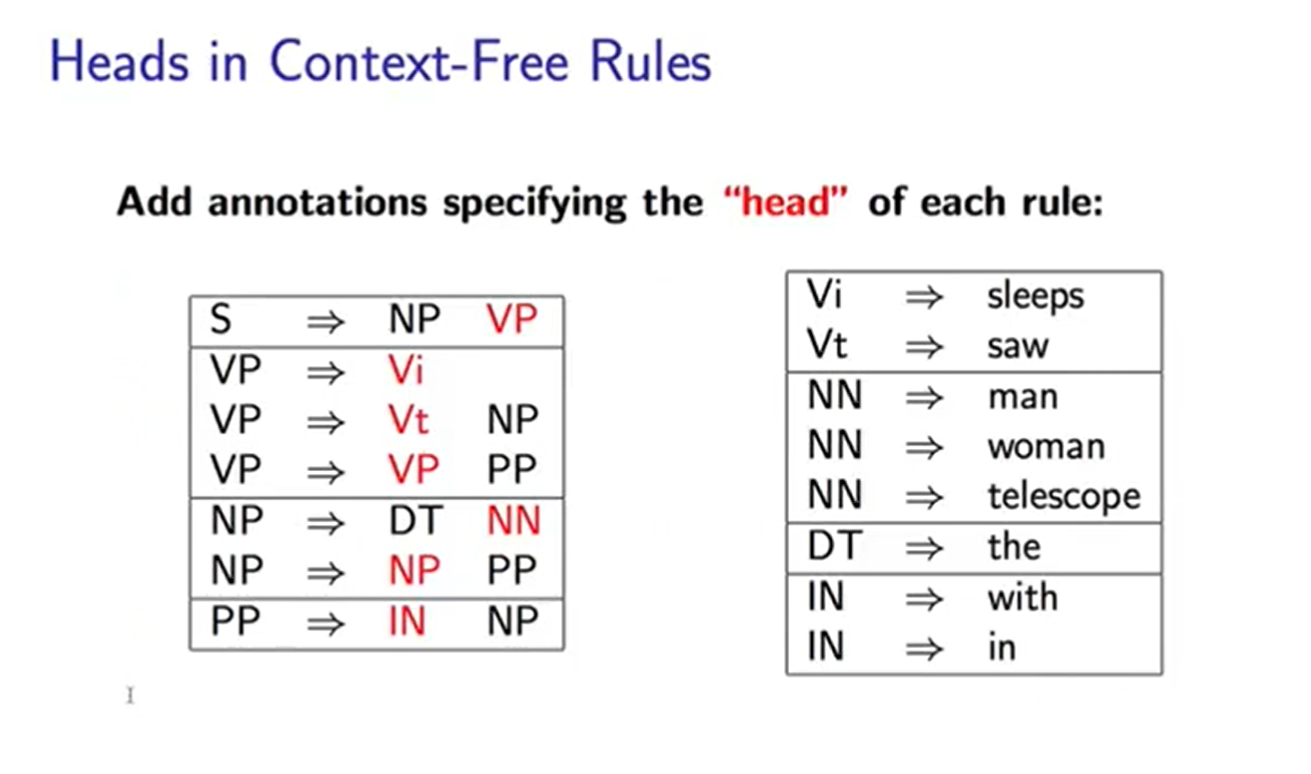 Heads in Context-Free Rules
Add annotations specifying the “head” of each rule:
S ⇒ NP VP
VP ⇒ Vi
VP ⇒ Vt NP
VP ⇒ VP PP
NP ⇒ DT NN
NP ⇒ NP PP
PP ⇒ IN NP
Vi ⇒ sleeps
Vt ⇒ saw
NN ⇒ man
NN ⇒ woman
NN ⇒ telescope
DT ⇒ the
IN ⇒ with
IN ⇒ in